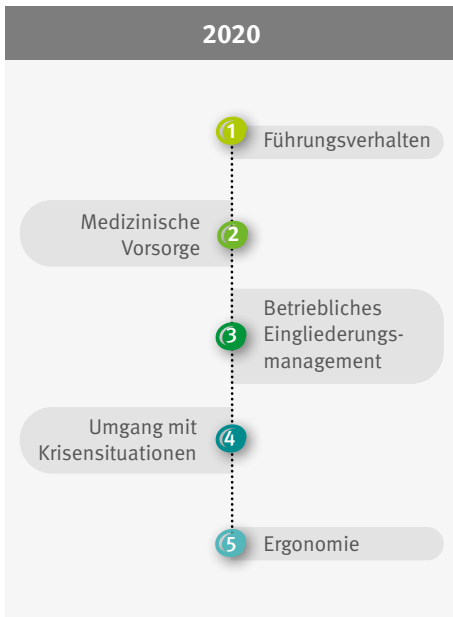 2020
1
Führungsverhalten
Medizinische
Vorsorge
2
Betriebliches
Eingliederungs-
management
3
Umgang mit
Krisensituationen
4
5
Ergonomie